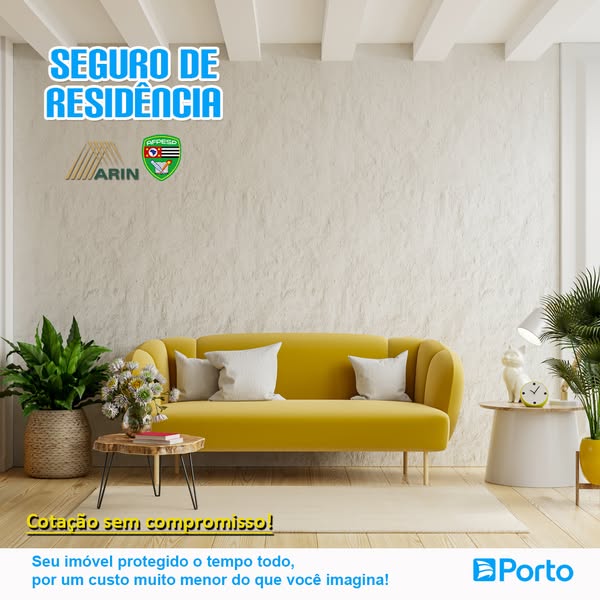 SEGURO DE
RESIDÊNCIA
ARIN
AFPESP
Cotação sem compromisso!
Seu imóvel protegido o tempo todo,
por um custo muito menor do que você imagina!
Porto